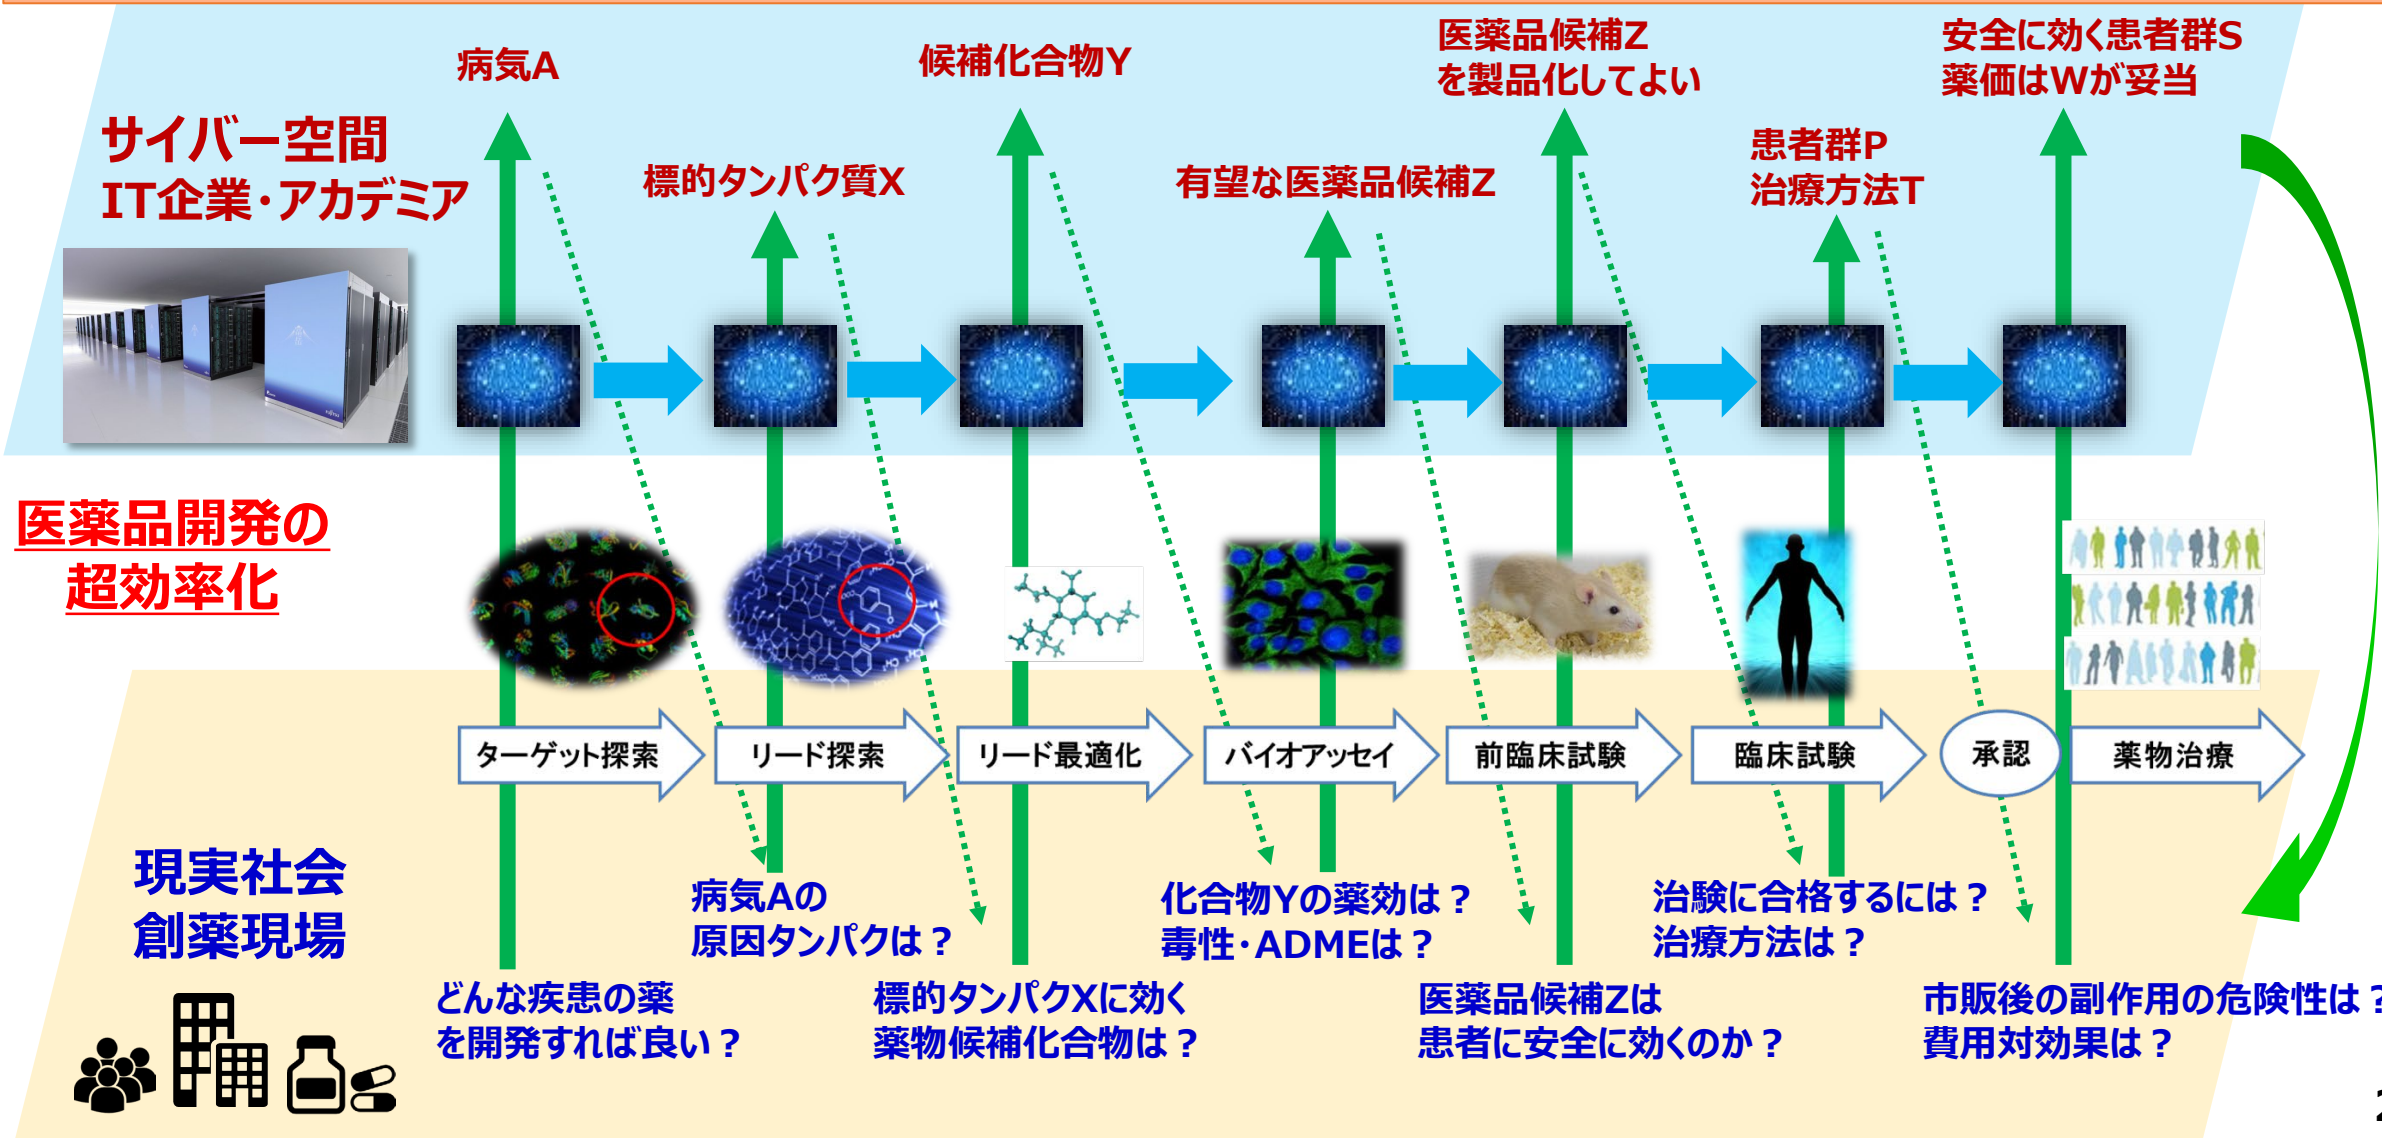 病気A
候補化合物Y
医薬品候補Z
を製品化してよい
安全に効く患者群S
薬価はWが妥当
サイバー空間
IT企業・アカデミア
標的タンパク質X
有望な医薬品候補Z
患者群P
治療方法T
医薬品開発の
超効率化
ターゲット探索
リード探索
リード最適化
バイオアッセイ
前臨床試験
臨床試験
承認
薬物治療
現実社会
創薬現場
病気Aの
原因タンパクは？
化合物Yの薬効は？
毒性・ADMEは？
治験に合格するには？
治療方法は？
どんな疾患の薬
を開発すれば良い？
標的タンパクXに効く
薬物候補化合物は？
医薬品候補Zは
患者に安全に効くのか？
市販後の副作用の危険性は？
費用対効果は？